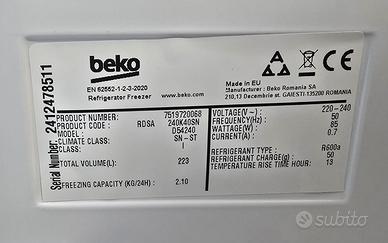 beko
EN 62552-1-2-3-2020
Refrigerator Freezer
www.beko.com
Made in EU
Manufacturer : Beko Romania SA
210,13 Decembrie st. GAIESTI-135200 ROMANIA
Serial Number: 2412478511
PRODUCT NUMBER: 7519720068
PRODUCT CODE: RDSA 240K40SN
MODEL: D54240
CLIMATE CLASS: SN-ST
CLASS: I
TOTAL VOLUME(L): 223
FREEZING CAPACITY (KG/24H): 2.10
VOLTAGE(V~): 220-240
FREQUENCY(HZ): 50
WATTAGE(W): 85
CURRENT(A): 0.7
REFRIGERANT TYPE: R600a
REFRIGERANT CHARGE(g): 50
TEMPERATURE RISE TIME HOUR: 13
subito